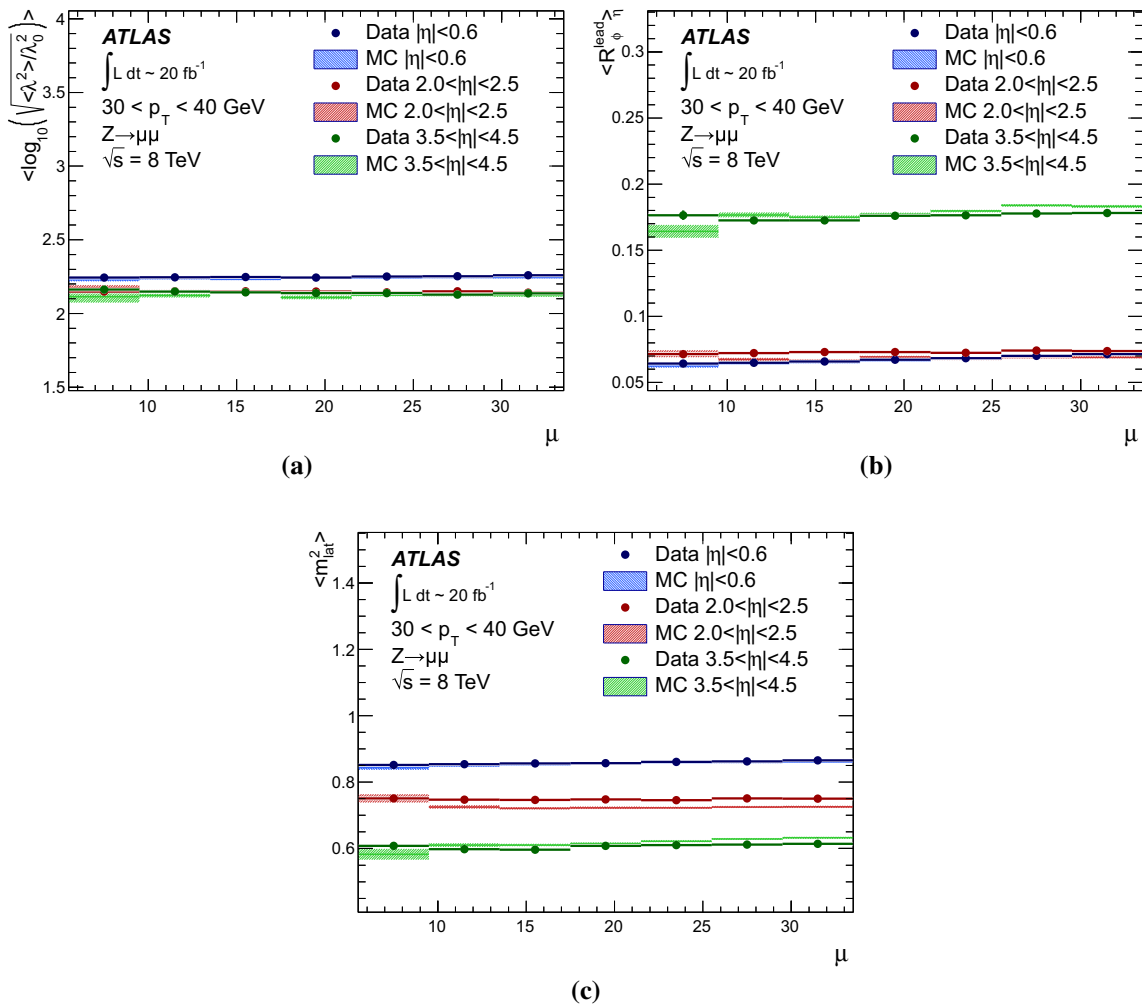 <log₁₀(√<λ²>/λ₀²)>
4
3.5
3
2.5
2
1.5
ATLAS
∫L dt ~ 20 fb⁻¹
30 < p_T < 40 GeV
Z→μμ
√s = 8 TeV
Data |η|<0.6
MC |η|<0.6
Data 2.0<|η|<2.5
MC 2.0<|η|<2.5
Data 3.5<|η|<4.5
MC 3.5<|η|<4.5
10 15 20 25 30
μ
(a)
<R_ϕ^lead>_η
0.3
0.25
0.2
0.15
0.1
0.05
ATLAS
∫L dt ~ 20 fb⁻¹
30 < p_T < 40 GeV
Z→μμ
√s = 8 TeV
Data |η|<0.6
MC |η|<0.6
Data 2.0<|η|<2.5
MC 2.0<|η|<2.5
Data 3.5<|η|<4.5
MC 3.5<|η|<4.5
10 15 20 25 30
μ
(b)
<m²_lat>
1.4
1.2
1
0.8
0.6
ATLAS
∫L dt ~ 20 fb⁻¹
30 < p_T < 40 GeV
Z→μμ
√s = 8 TeV
Data |η|<0.6
MC |η|<0.6
Data 2.0<|η|<2.5
MC 2.0<|η|<2.5
Data 3.5<|η|<4.5
MC 3.5<|η|<4.5
10 15 20 25 30
μ
(c)